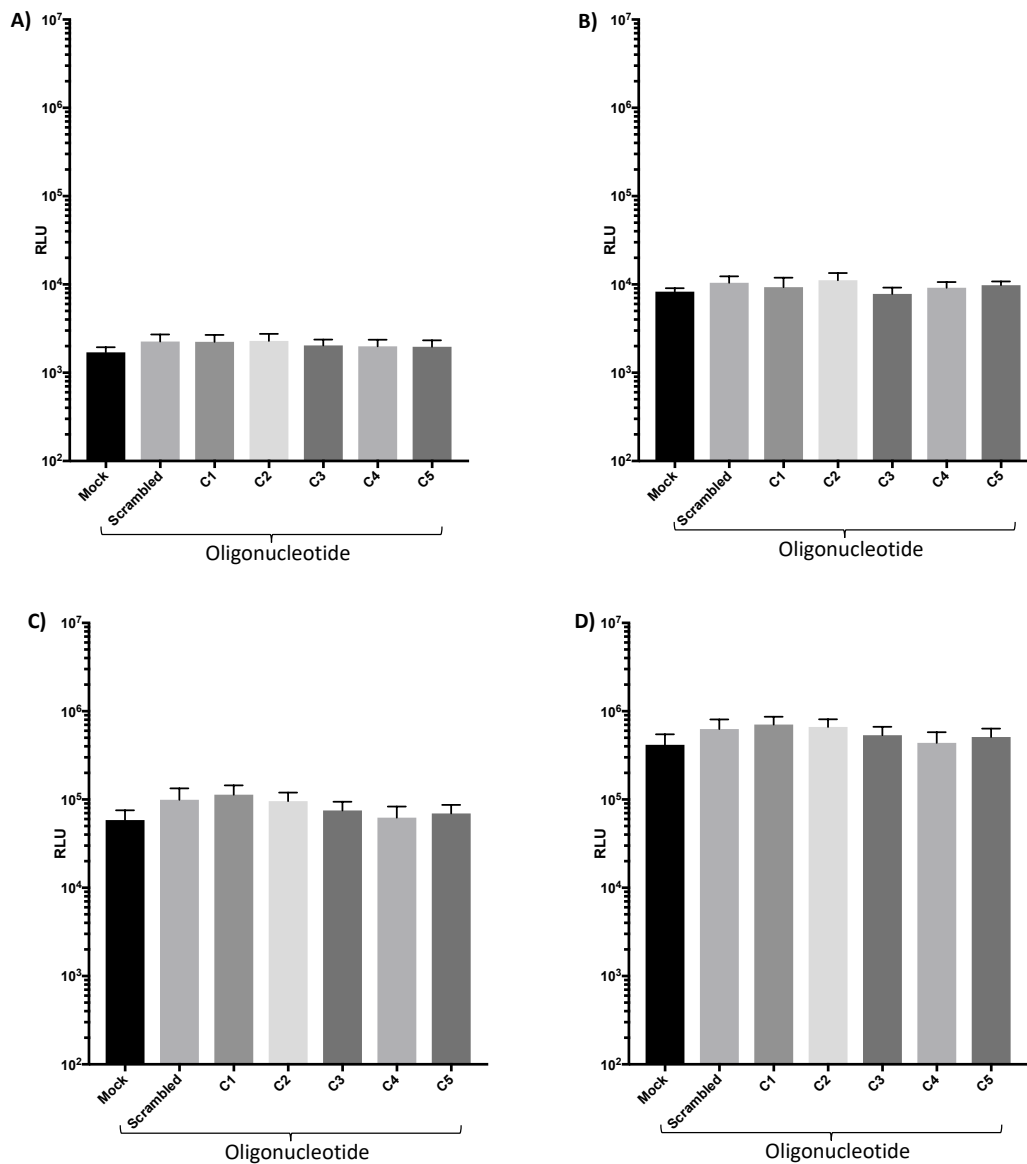 A)
10⁷
10⁶
10⁵
10⁴
10³
10²
RLU
Mock
Scrambled
C1
C2
C3
C4
C5
Oligonucleotide
B)
10⁷
10⁶
10⁵
10⁴
10³
10²
RLU
Mock
Scrambled
C1
C2
C3
C4
C5
Oligonucleotide
C)
10⁷
10⁶
10⁵
10⁴
10³
10²
RLU
Mock
Scrambled
C1
C2
C3
C4
C5
Oligonucleotide
D)
10⁷
10⁶
10⁵
10⁴
10³
10²
RLU
Mock
Scrambled
C1
C2
C3
C4
C5
Oligonucleotide